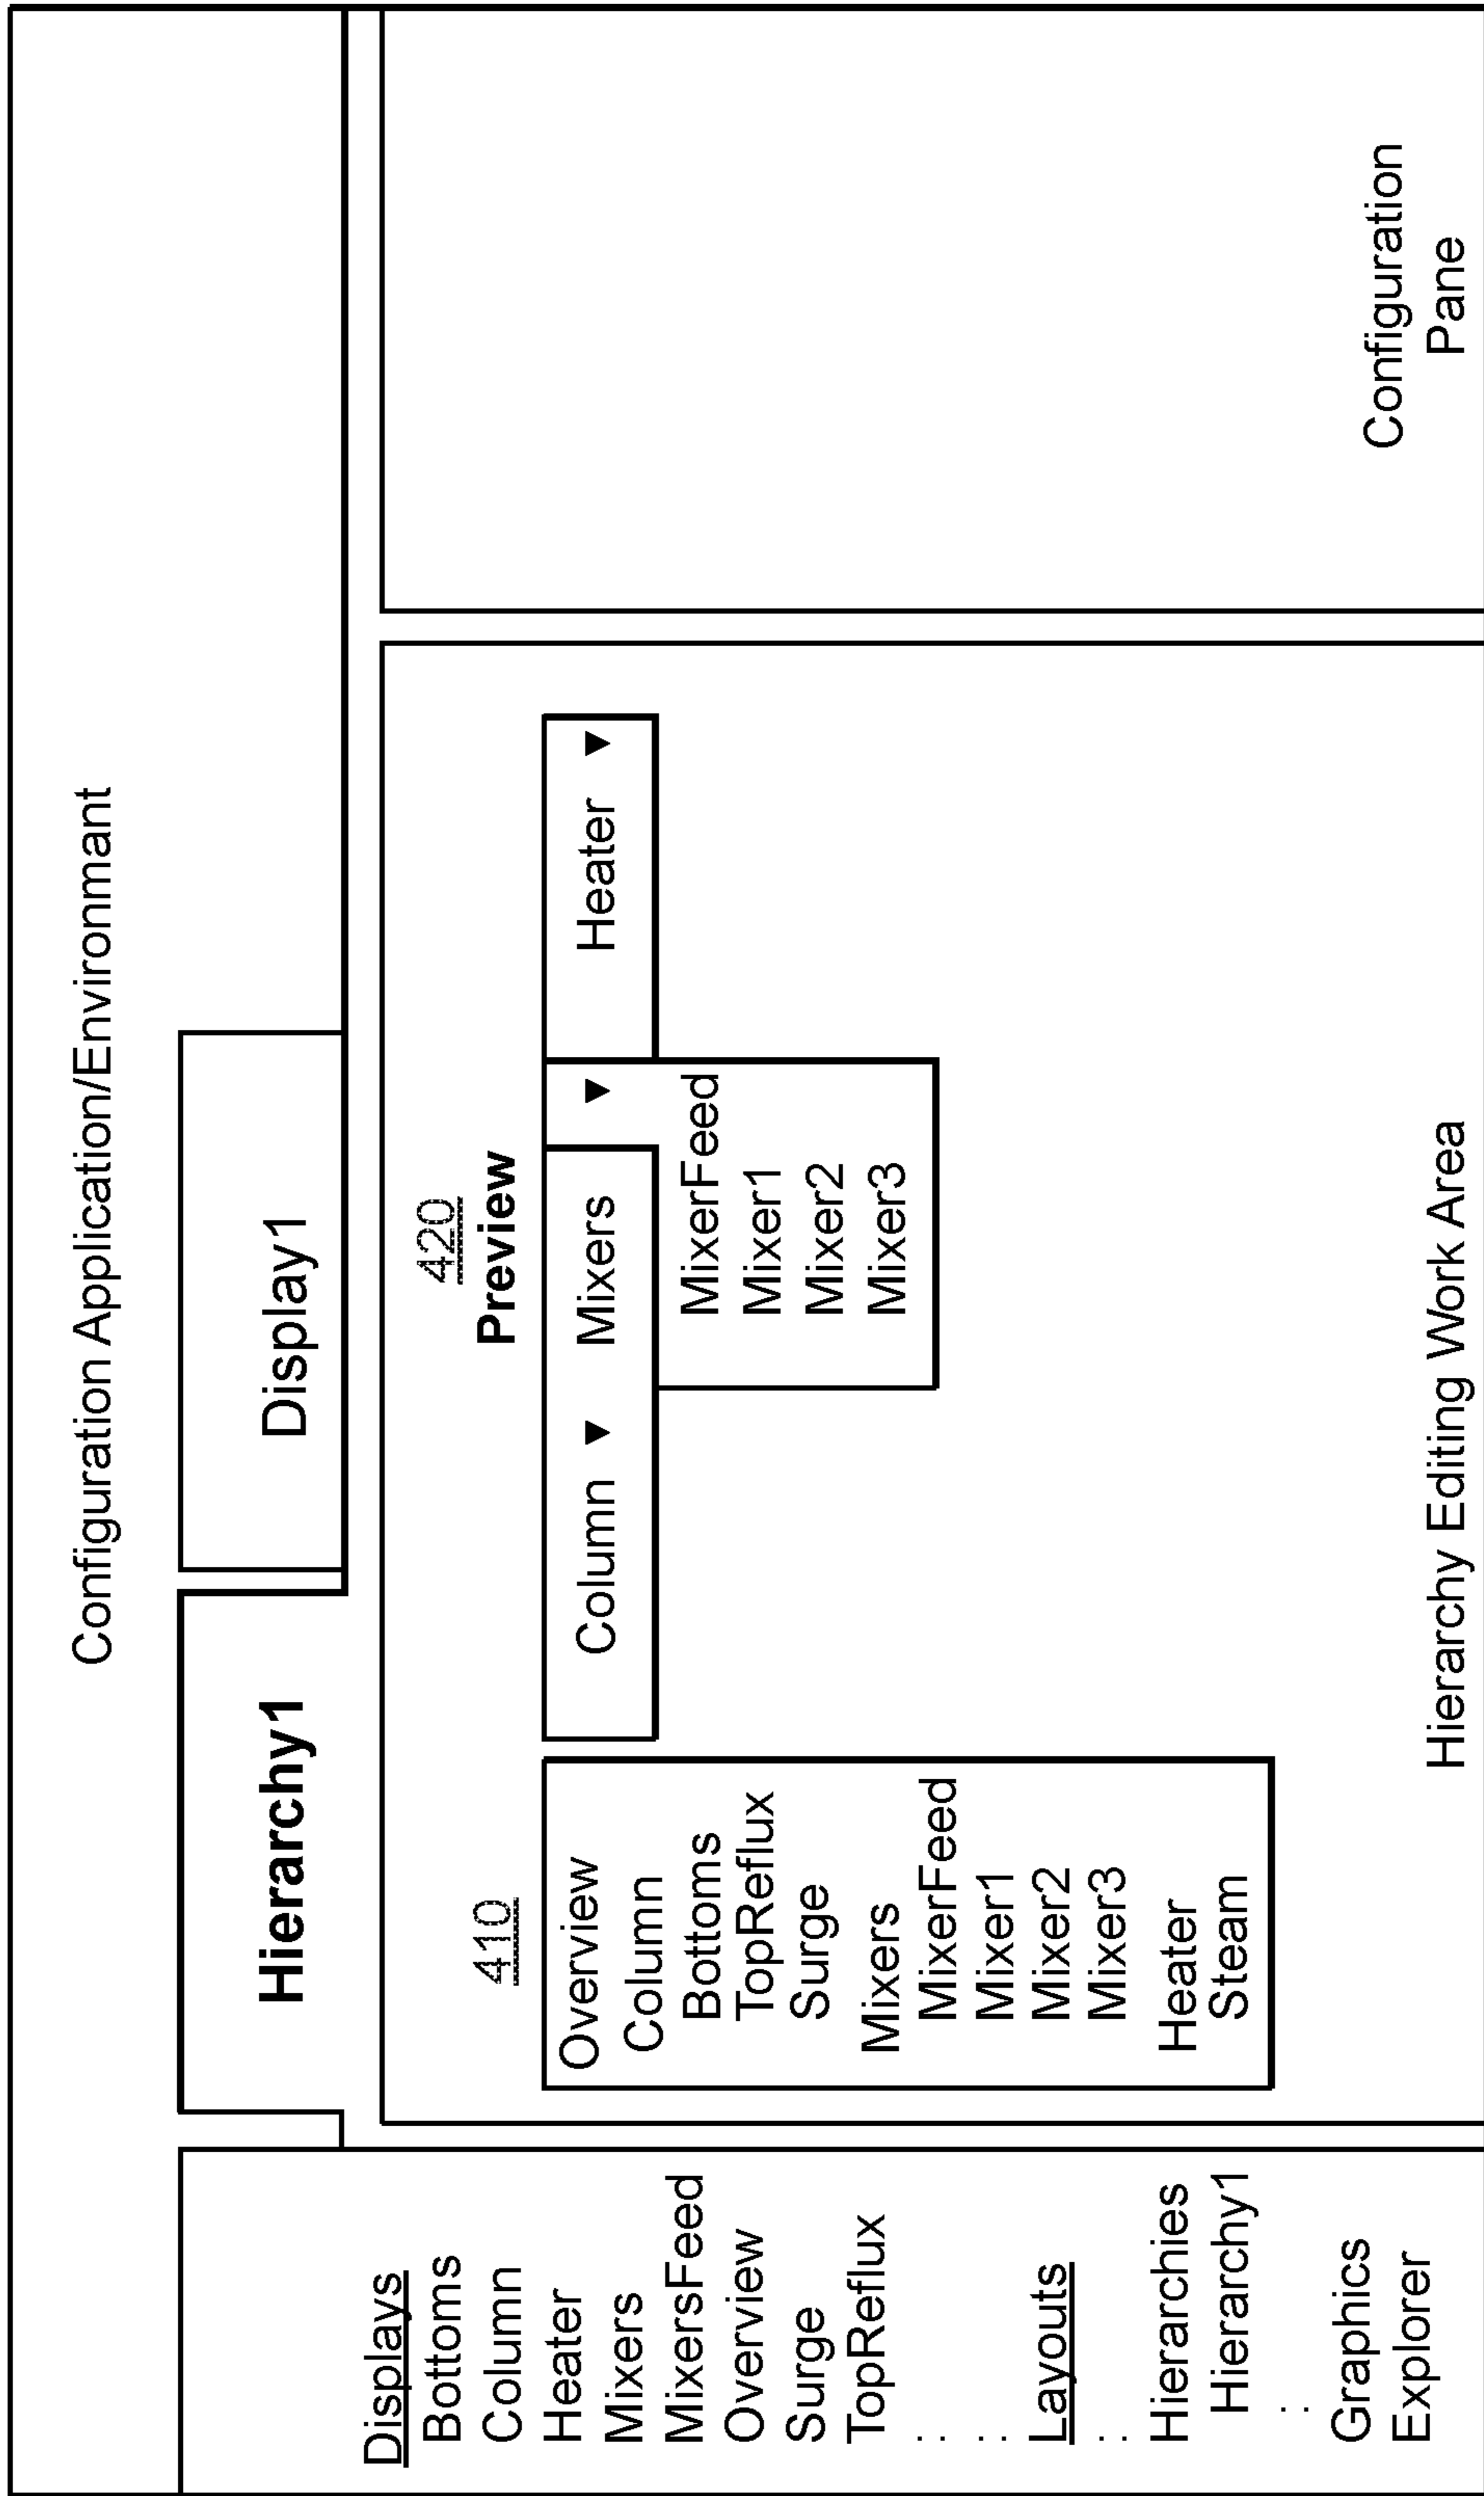 Configuration Application/Environmant
Hierarchy1
Display1
Displays
Bottoms
Column
Heater
Mixers
MixersFeed
Overview
Surge
TopReflux
. .
. .
Layouts
. .
Hierarchies
Hierarchy1
. .
Graphics
Explorer
410
Overview
Column
Bottoms
TopReflux
Surge
Mixers
MixerFeed
Mixer1
Mixer2
Mixer3
Heater
Steam
420
Preview
Column ▼ Mixers ▼ Heater ▼
MixerFeed
Mixer1
Mixer2
Mixer3
Hierarchy Editing Work Area
Configuration
Pane